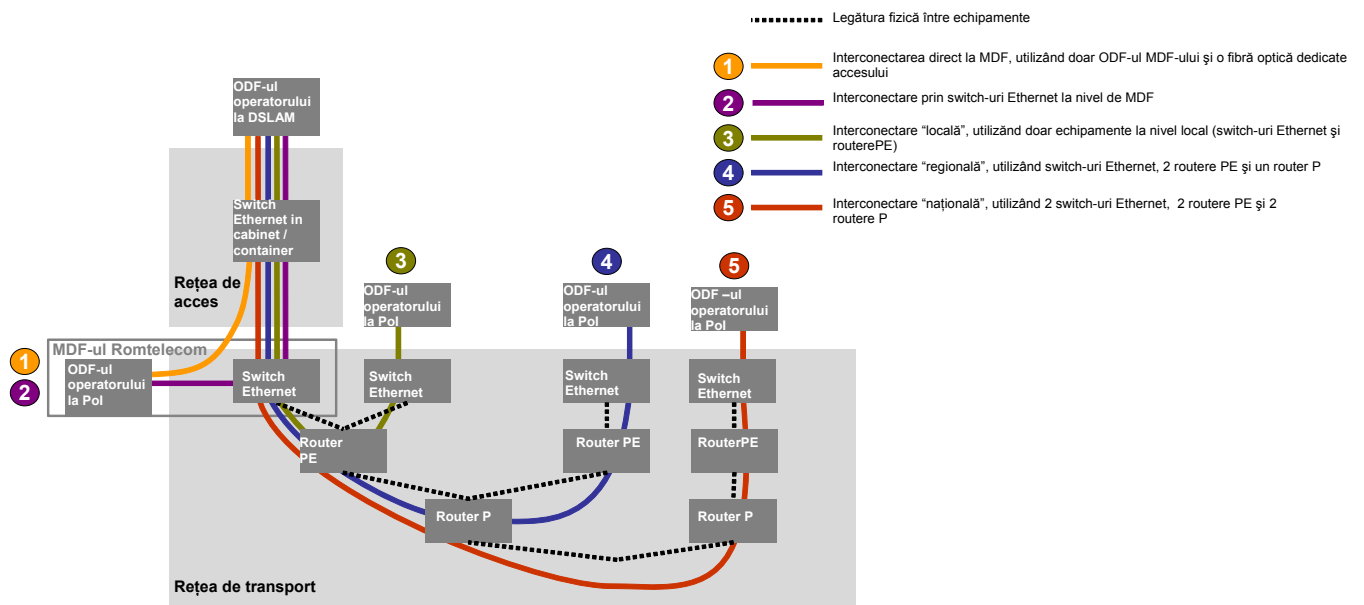 Legătura fizică între echipamente
1
Interconectarea direct la MDF, utilizând doar ODF-ul MDF-ului şi o fibră optică dedicate
accesului
2
Interconectare prin switch-uri Ethernet la nivel de MDF
3
Interconectare “locală”, utilizănd doar echipamente la nivel local (switch-uri Ethernet şi
routerePE)
4
Interconectare “regională”, utilizând switch-uri Ethernet, 2 routere PE şi un router P
5
Interconectare “naţională”, utilizând 2 switch-uri Ethernet, 2 routere PE şi 2
routere P
ODF-ul
operatorului
la DSLAM
Switch
Ethernet in
cabinet /
container
Reţea de
acces
3
ODF-ul
operatorului
la Pol
4
ODF-ul
operatorului
la Pol
5
ODF –ul
operatorului
la Pol
1
2
MDF-ul Romtelecom
ODF-ul
operatorului
la Pol
Switch
Ethernet
Switch
Ethernet
Switch
Ethernet
Switch
Ethernet
Router
PE
Router PE
RouterPE
Router P
Router P
Reţea de transport